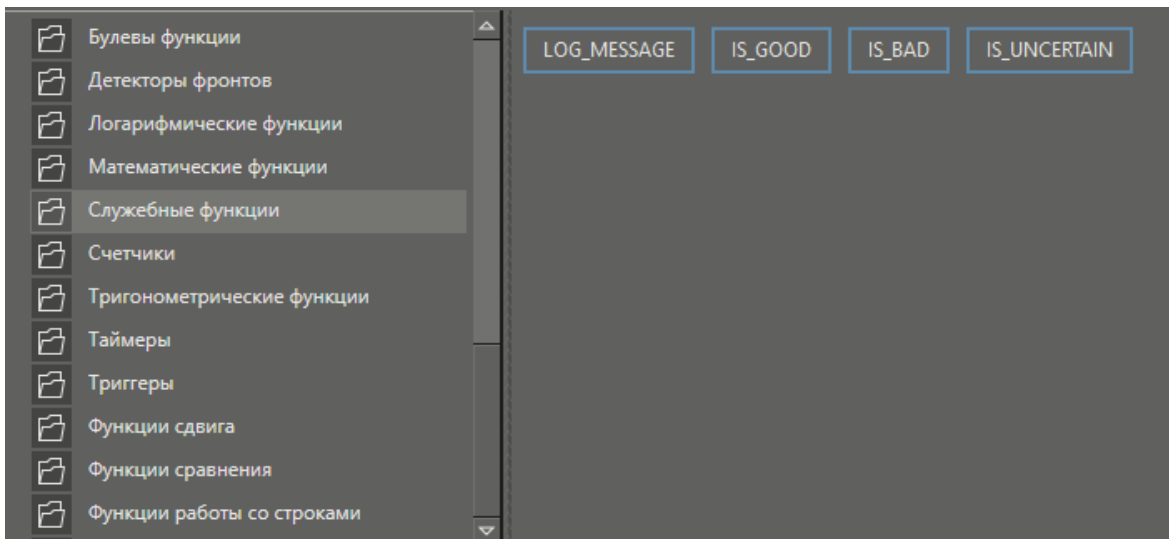 Булевы функции
Детекторы фронтов
Логарифмические функции
Математические функции
Служебные функции
Счетчики
Тригонометрические функции
Таймеры
Триггеры
Функции сдвига
Функции сравнения
Функции работы со строками
LOG_MESSAGE IS_GOOD IS_BAD IS_UNCERTAIN